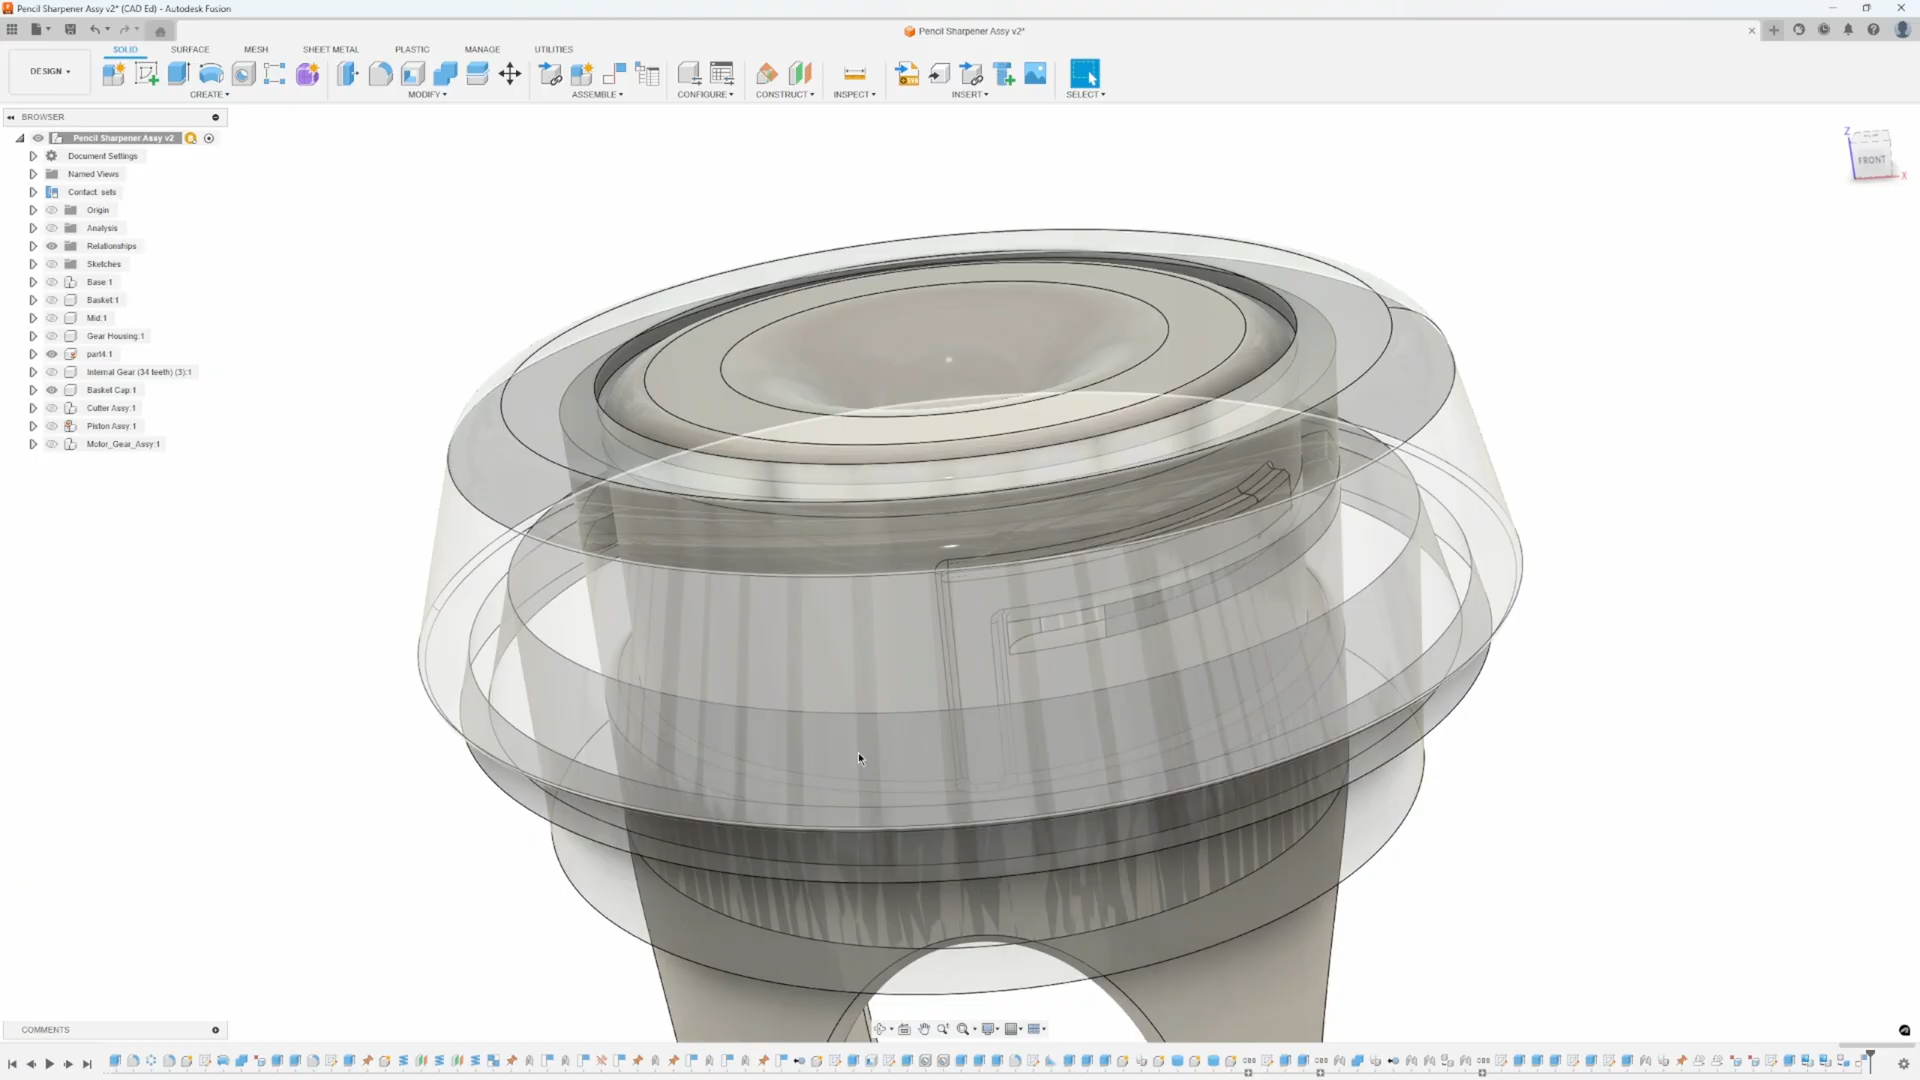 Pencil Sharpener Assy v2* (CAD Ed) - Autodesk Fusion
Pencil Sharpener Assy v2*
SOLID SURFACE MESH SHEET METAL PLASTIC MANAGE UTILITIES
DESIGN
CREATE MODIFY ASSEMBLE CONFIGURE CONSTRUCT INSPECT INSERT SELECT
BROWSER
Pencil Sharpener Assy v2
Document Settings
Named Views
Contact sets
Origin
Analysis
Relationships
Sketches
Base:1
Basket:1
Mid:1
Gear Housing:1
part4:1
Internal Gear (34 teeth) (3):1
Basket Cap:1
Cutter Assy:1
Piston Assy:1
Motor_Gear_Assy:1
Z
FRONT
X
COMMENTS